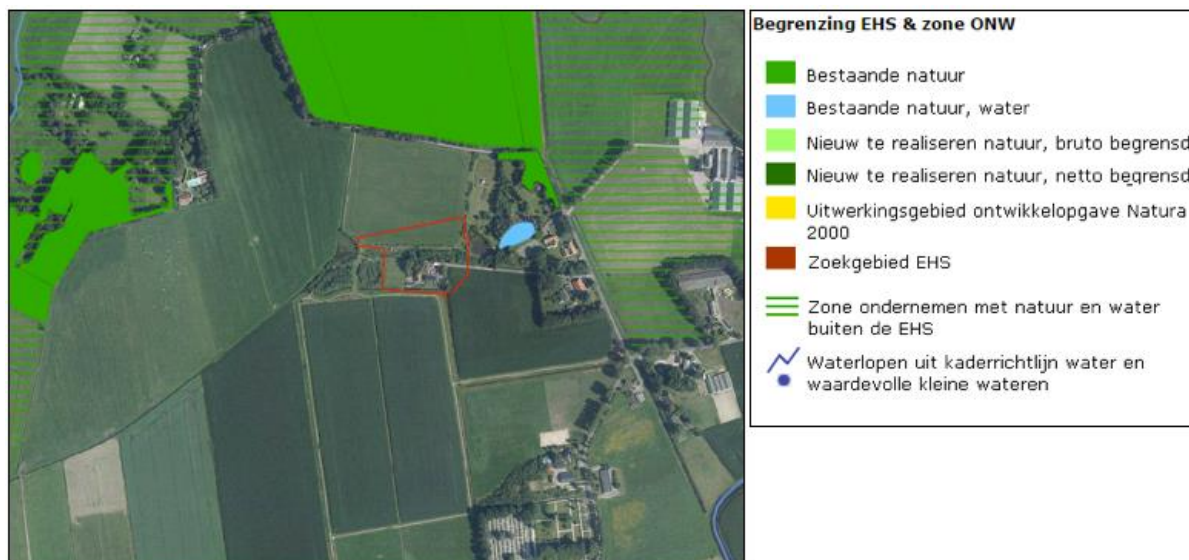 Begrenzing EHS & zone ONW
Bestaande natuur
Bestaande natuur, water
Nieuw te realiseren natuur, bruto begrensd
Nieuw te realiseren natuur, netto begrensd
Uitwerkingsgebied ontwikkelopgave Natura
2000
Zoekgebied EHS
Zone ondernemen met natuur en water
buiten de EHS
Waterlopen uit kaderrichtlijn water en
waardevolle kleine wateren